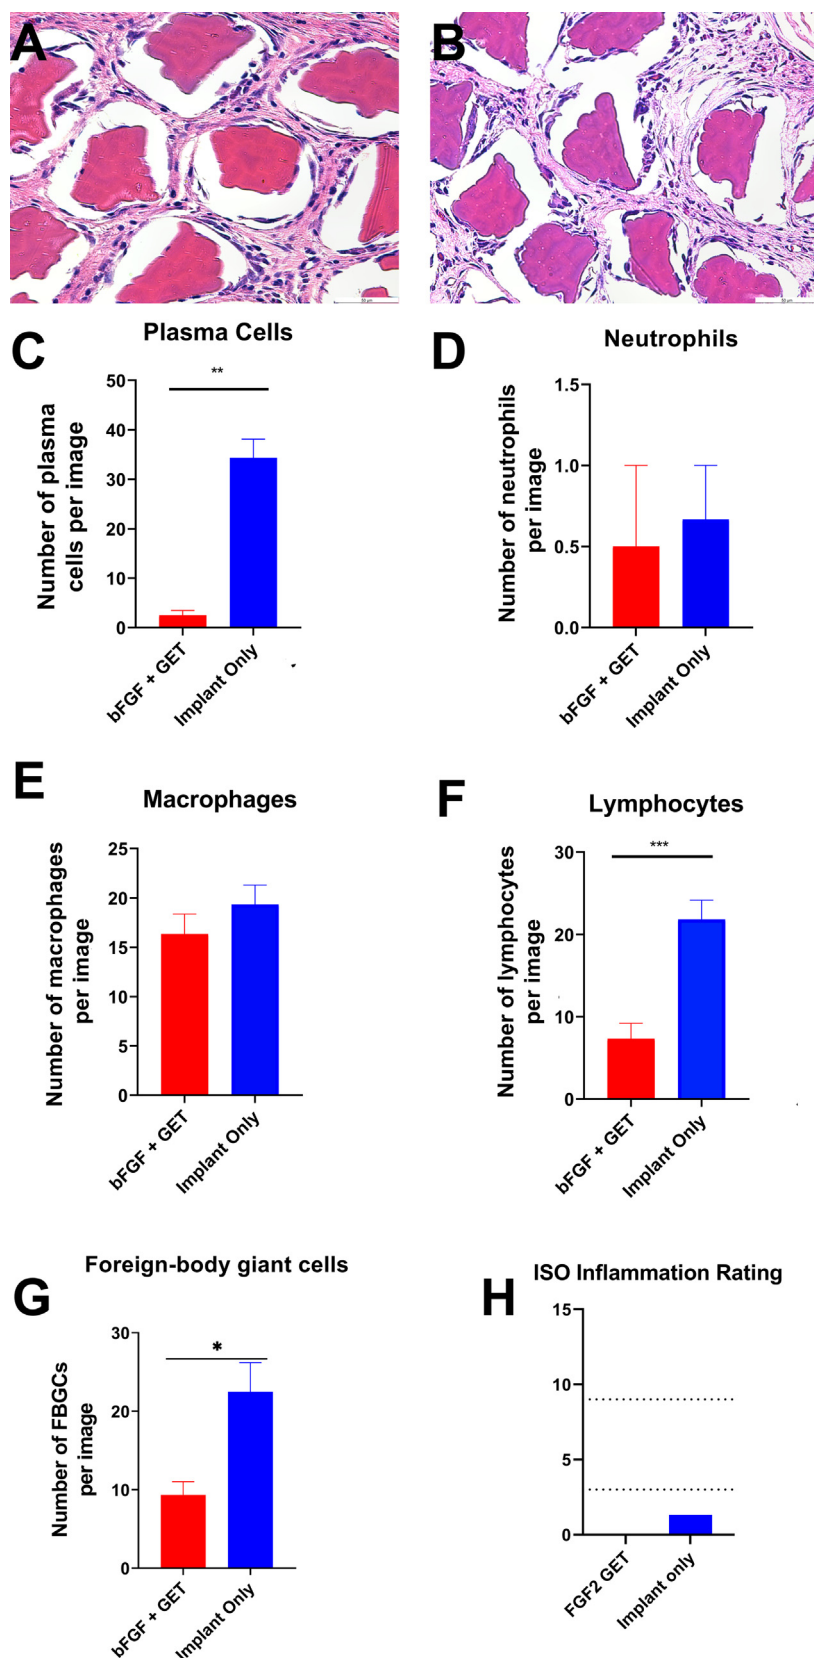 A
B
50 µm
50 µm
C
Plasma Cells
Number of plasma
cells per image
50
40
30
20
10
0
**
bFGF + GET
Implant Only
D
Neutrophils
Number of neutrophils
per image
1.5
1.0
0.5
0.0
bFGF + GET
Implant Only
E
Macrophages
Number of macrophages
per image
25
20
15
10
5
0
bFGF + GET
Implant Only
F
Lymphocytes
Number of lymphocytes
per image
30
20
10
0
***
bFGF + GET
Implant Only
G
Foreign-body giant cells
Number of FBGCs
per image
30
20
10
0
*
bFGF + GET
Implant Only
H
ISO Inflammation Rating
15
10
5
0
FGF2 GET
Implant only